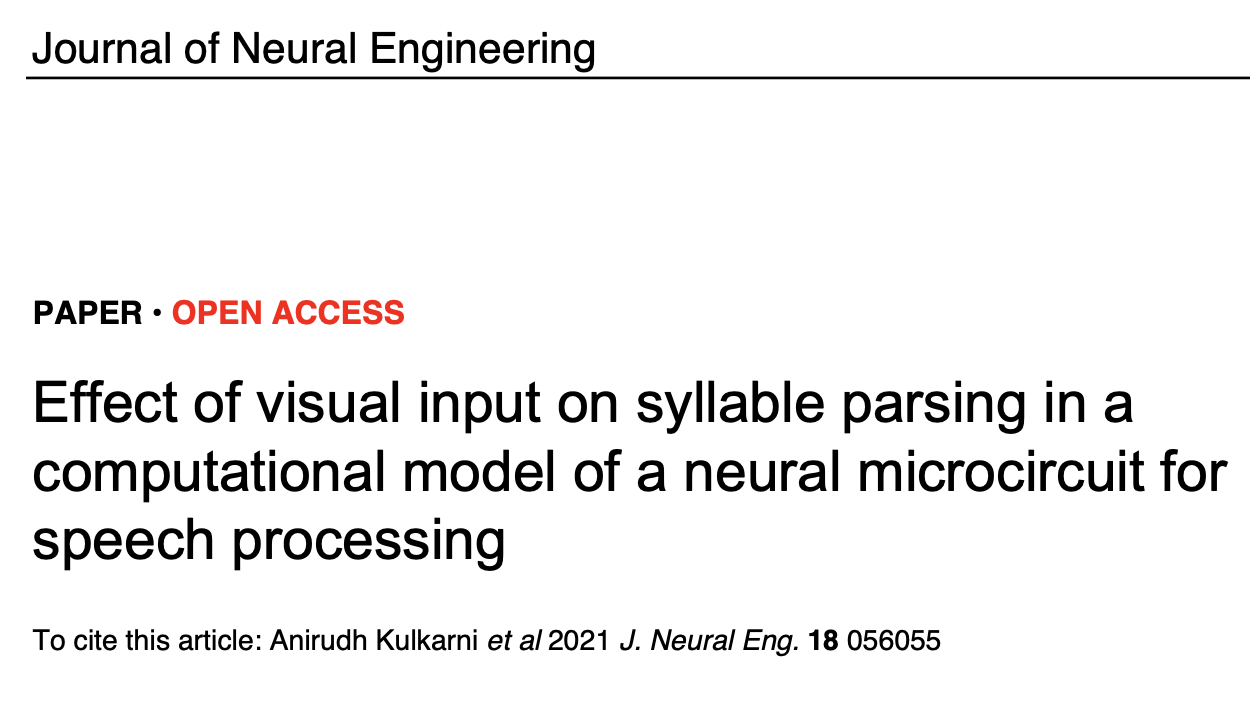 Journal of Neural Engineering
PAPER • OPEN ACCESS
Effect of visual input on syllable parsing in a
computational model of a neural microcircuit for
speech processing
To cite this article: Anirudh Kulkarni et al 2021 J. Neural Eng. 18 056055